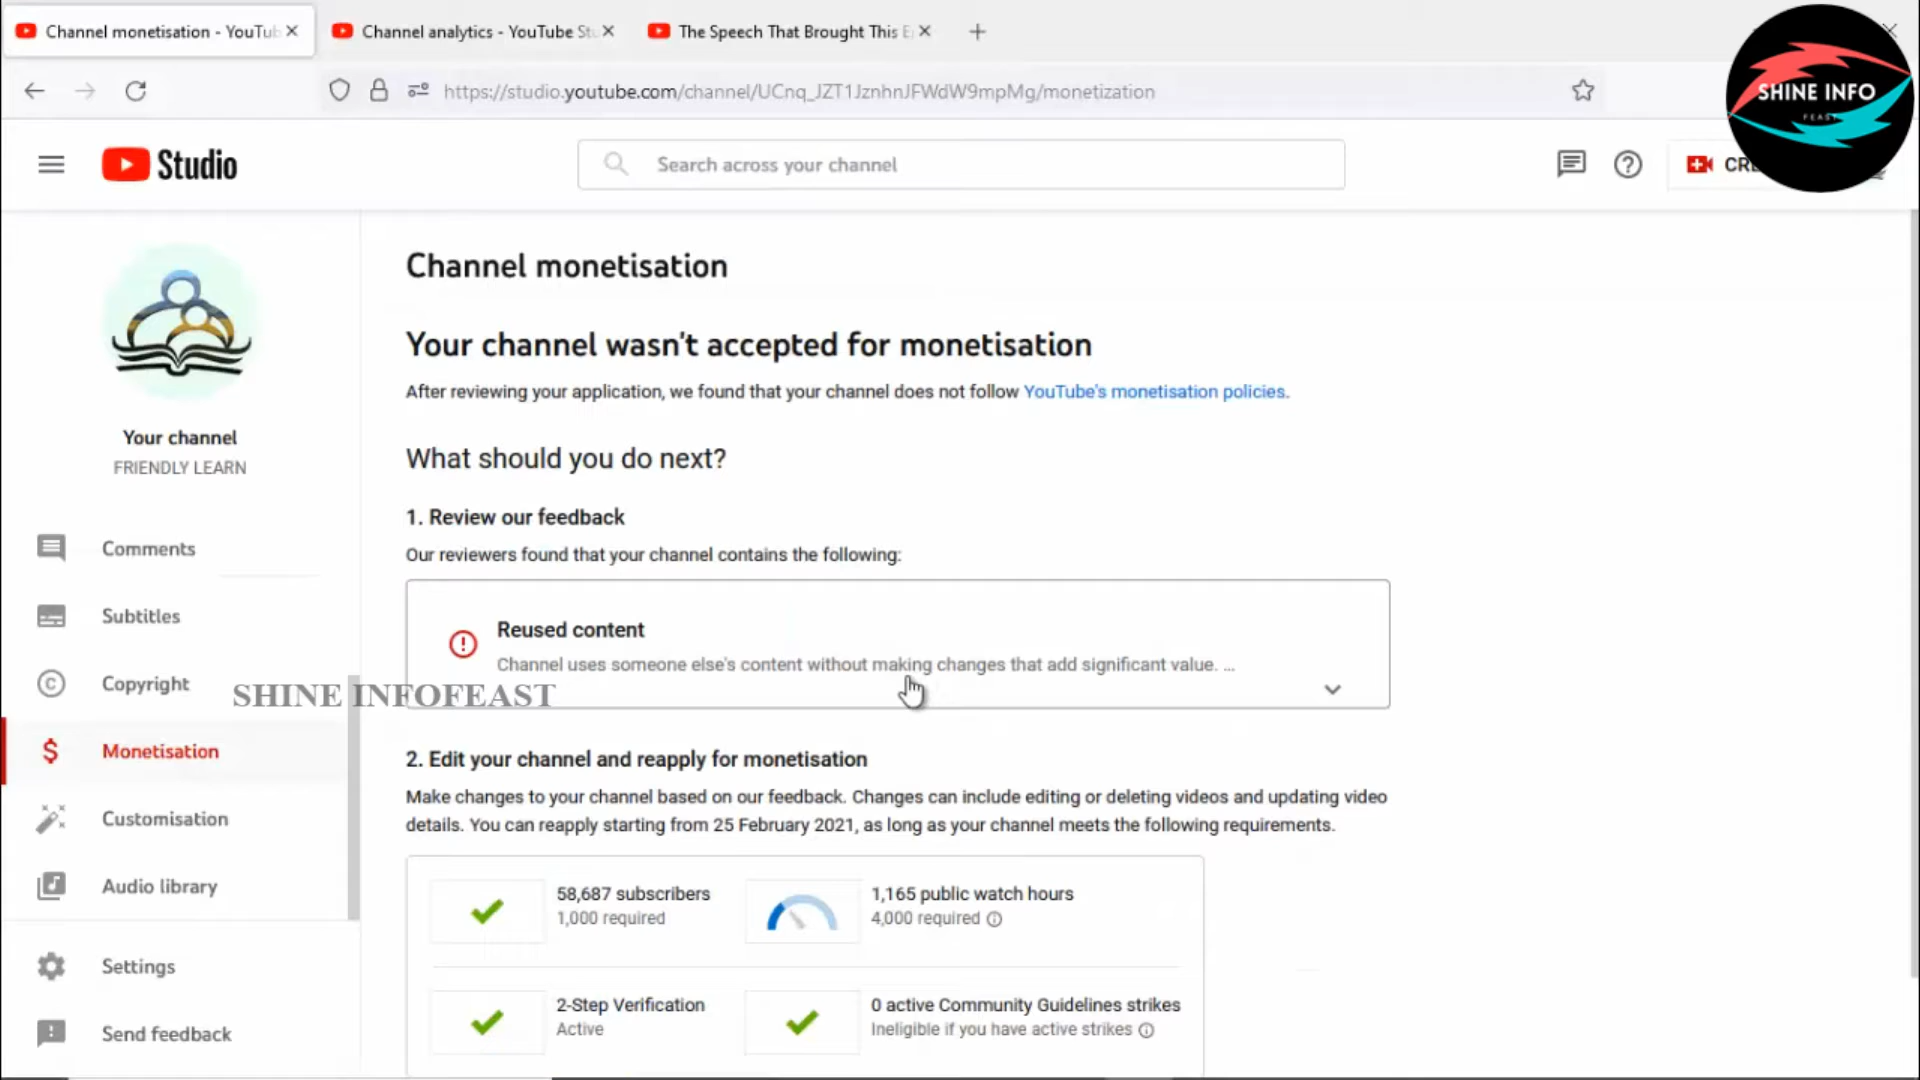 Channel monetisation - YouTub
Channel analytics - YouTube Stu
The Speech That Brought This E
https://studio.youtube.com/channel/UCnq_JZT1JznhnJFWdW9mpMg/monetization
SHINE INFO
FEAST
Studio
Search across your channel
CRE
Channel monetisation
Your channel wasn't accepted for monetisation
After reviewing your application, we found that your channel does not follow YouTube's monetisation policies.
Your channel
FRIENDLY LEARN
What should you do next?
1. Review our feedback
Our reviewers found that your channel contains the following:
Comments
Subtitles
Copyright
Monetisation
Customisation
Audio library
Settings
Send feedback
Reused content
Channel uses someone else's content without making changes that add significant value. ...
SHINE INFOFEAST
2. Edit your channel and reapply for monetisation
Make changes to your channel based on our feedback. Changes can include editing or deleting videos and updating video
details. You can reapply starting from 25 February 2021, as long as your channel meets the following requirements.
58,687 subscribers
1,000 required
1,165 public watch hours
4,000 required
2-Step Verification
Active
0 active Community Guidelines strikes
Ineligible if you have active strikes